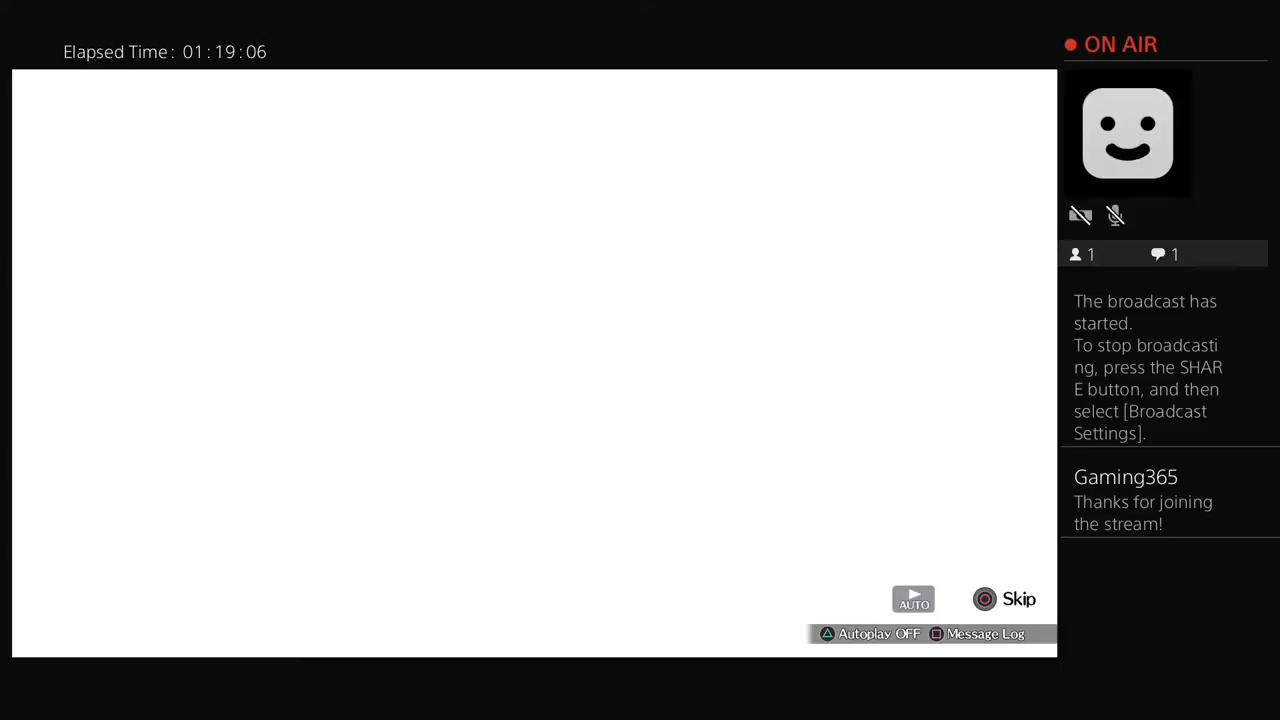 Elapsed Time: 01:19:06
ON AIR
1
1
The broadcast has
started.
To stop broadcasti
ng, press the SHAR
E button, and then
select [Broadcast
Settings].
Gaming365
Thanks for joining
the stream!
AUTO
Skip
Autoplay OFF
Message Log